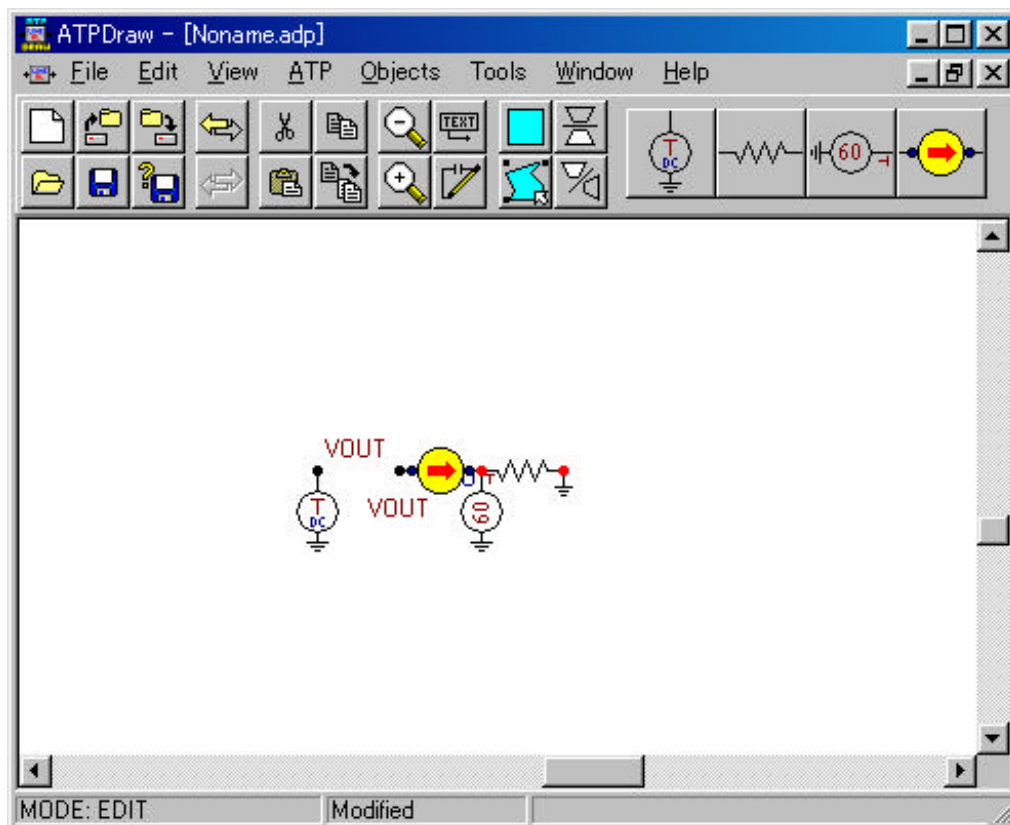 ATPDraw - [Noname.adp]
File Edit View ATP Objects Tools Window Help
TEXT
T
DC
60
T
VOUT
U T
T
DC
VOUT
60
MODE: EDIT
Modified